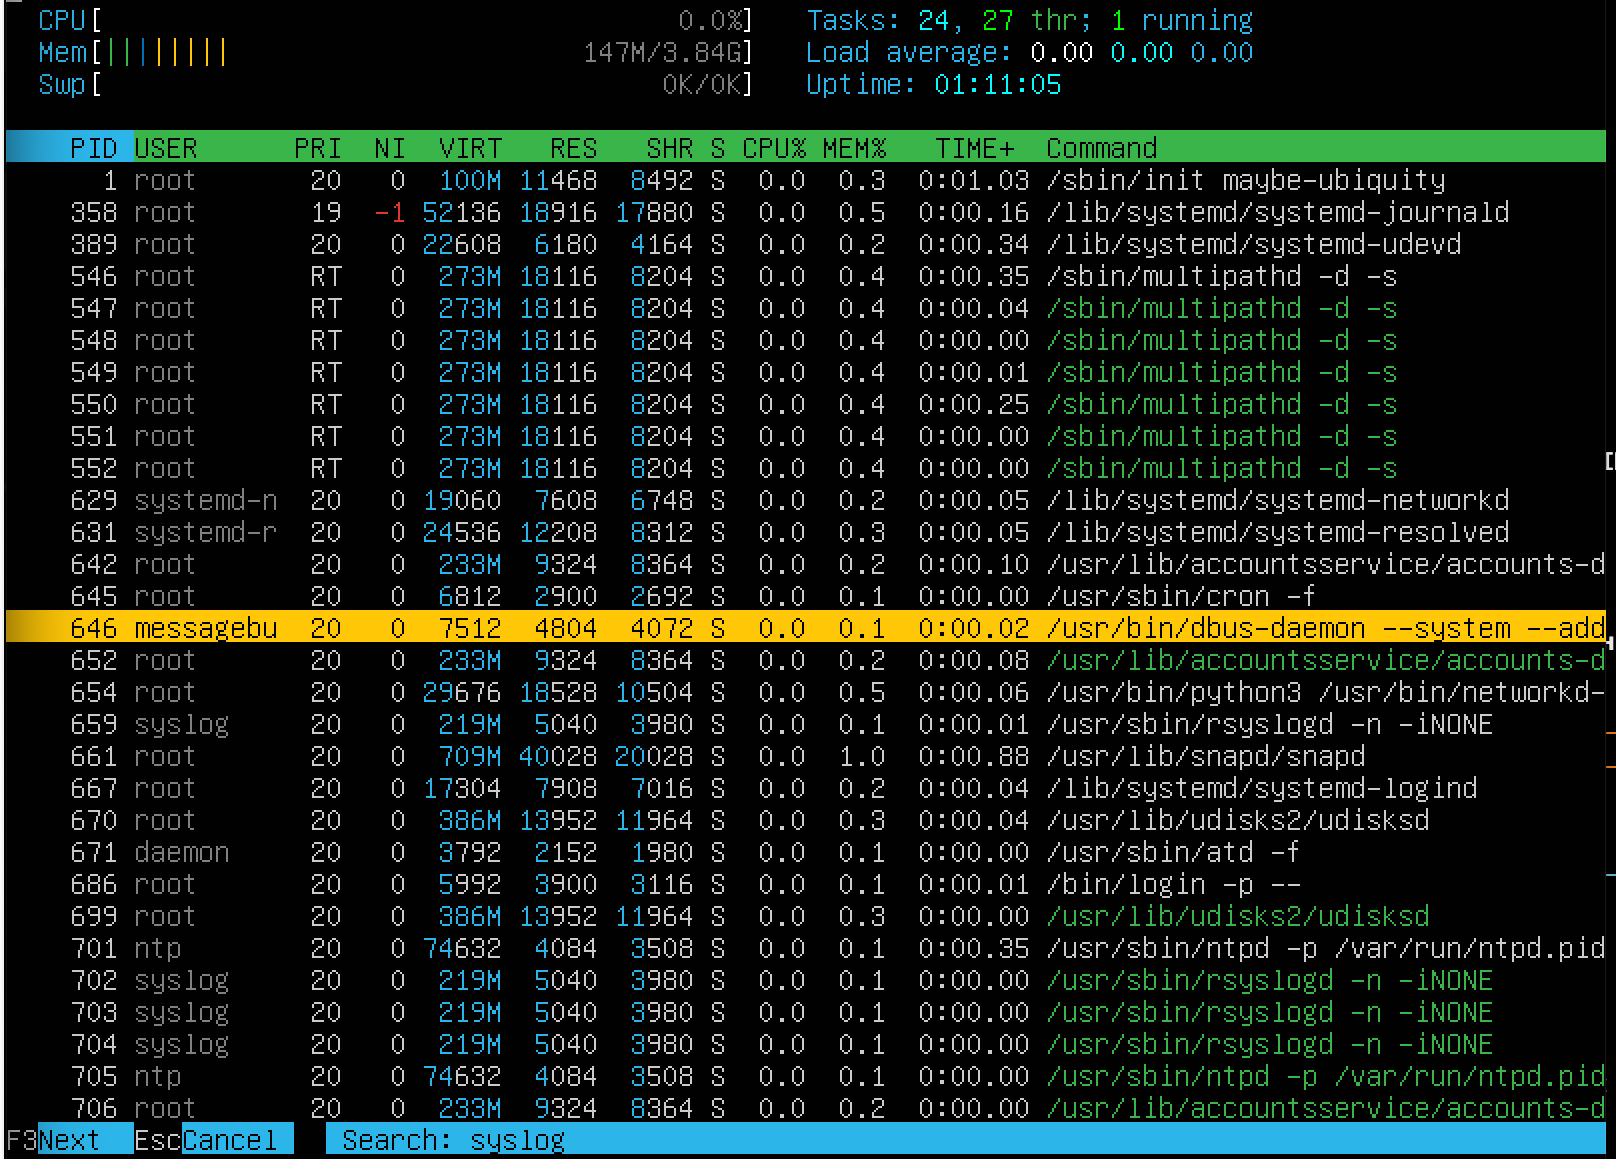 CPU[ 0.0%] Tasks: 24, 27 thr; 1 running
Mem[||||||||| 147M/3.84G] Load average: 0.00 0.00 0.00
Swp[ 0K/0K] Uptime: 01:11:05
PID USER PRI NI VIRT RES SHR S CPU% MEM% TIME+ Command
1 root 20 0 100M 11468 8492 S 0.0 0.3 0:01.03 /sbin/init maybe-ubiquity
358 root 19 -1 52136 18916 17880 S 0.0 0.5 0:00.16 /lib/systemd/systemd-journald
389 root 20 0 22608 6180 4164 S 0.0 0.2 0:00.34 /lib/systemd/systemd-udevd
546 root RT 0 273M 18116 8204 S 0.0 0.4 0:00.35 /sbin/multipathd -d -s
547 root RT 0 273M 18116 8204 S 0.0 0.4 0:00.04 /sbin/multipathd -d -s
548 root RT 0 273M 18116 8204 S 0.0 0.4 0:00.00 /sbin/multipathd -d -s
549 root RT 0 273M 18116 8204 S 0.0 0.4 0:00.01 /sbin/multipathd -d -s
550 root RT 0 273M 18116 8204 S 0.0 0.4 0:00.25 /sbin/multipathd -d -s
551 root RT 0 273M 18116 8204 S 0.0 0.4 0:00.00 /sbin/multipathd -d -s
552 root RT 0 273M 18116 8204 S 0.0 0.4 0:00.00 /sbin/multipathd -d -s
629 systemd-n 20 0 19060 7608 6748 S 0.0 0.2 0:00.05 /lib/systemd/systemd-networkd
631 systemd-r 20 0 24536 12208 8312 S 0.0 0.3 0:00.05 /lib/systemd/systemd-resolved
642 root 20 0 233M 9324 8364 S 0.0 0.2 0:00.10 /usr/lib/accountsservice/accounts-d
645 root 20 0 6812 2900 2692 S 0.0 0.1 0:00.00 /usr/sbin/cron -f
646 messagebu 20 0 7512 4804 4072 S 0.0 0.1 0:00.02 /usr/bin/dbus-daemon --system --add
652 root 20 0 233M 9324 8364 S 0.0 0.2 0:00.08 /usr/lib/accountsservice/accounts-d
654 root 20 0 29676 18528 10504 S 0.0 0.5 0:00.06 /usr/bin/python3 /usr/bin/networkd-
659 syslog 20 0 219M 5040 3980 S 0.0 0.1 0:00.01 /usr/sbin/rsyslogd -n -iNONE
661 root 20 0 709M 40028 20028 S 0.0 1.0 0:00.88 /usr/lib/snapd/snapd
667 root 20 0 17304 7908 7016 S 0.0 0.2 0:00.04 /lib/systemd/systemd-logind
670 root 20 0 386M 13952 11964 S 0.0 0.3 0:00.04 /usr/lib/udisks2/udisksd
671 daemon 20 0 3792 2152 1980 S 0.0 0.1 0:00.00 /usr/sbin/atd -f
686 root 20 0 5992 3900 3116 S 0.0 0.1 0:00.01 /bin/login -p --
699 root 20 0 386M 13952 11964 S 0.0 0.3 0:00.00 /usr/lib/udisks2/udisksd
701 ntp 20 0 74632 4084 3508 S 0.0 0.1 0:00.35 /usr/sbin/ntpd -p /var/run/ntpd.pid
702 syslog 20 0 219M 5040 3980 S 0.0 0.1 0:00.00 /usr/sbin/rsyslogd -n -iNONE
703 syslog 20 0 219M 5040 3980 S 0.0 0.1 0:00.00 /usr/sbin/rsyslogd -n -iNONE
704 syslog 20 0 219M 5040 3980 S 0.0 0.1 0:00.00 /usr/sbin/rsyslogd -n -iNONE
705 ntp 20 0 74632 4084 3508 S 0.0 0.1 0:00.00 /usr/sbin/ntpd -p /var/run/ntpd.pid
706 root 20 0 233M 9324 8364 S 0.0 0.2 0:00.00 /usr/lib/accountsservice/accounts-d
F3Next EscCancel Search: syslog